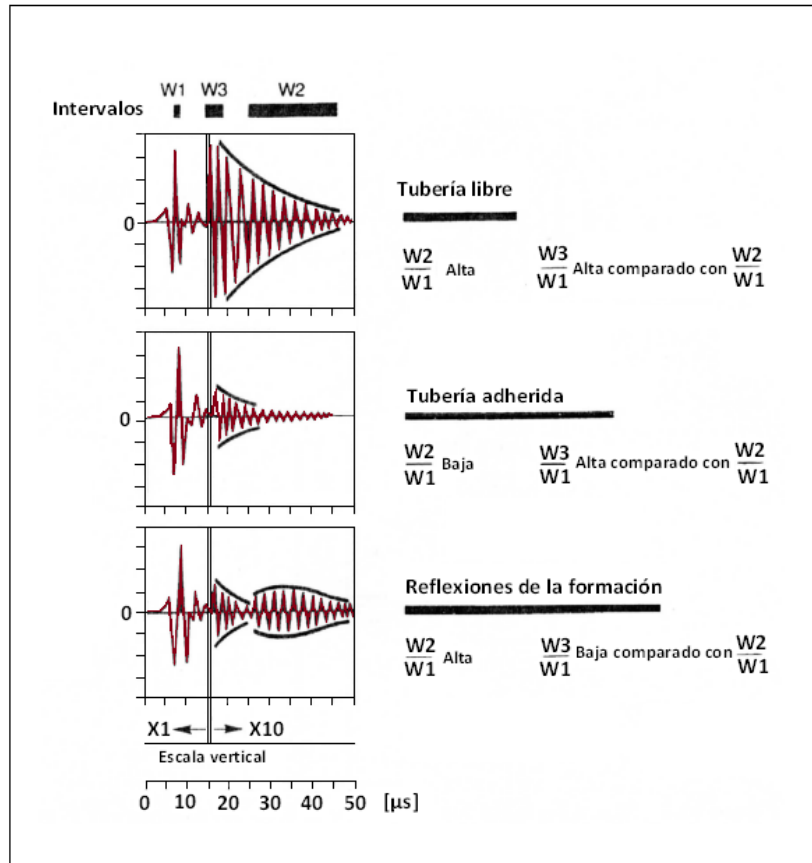 W1 W3 W2
Intervalos
0
Tubería libre
W2
W1 Alta
W3
W1 Alta comparado con W2
W1
0
Tubería adherida
W2
W1 Baja
W3
W1 Alta comparado con W2
W1
0
Reflexiones de la formación
W2
W1 Alta
W3
W1 Baja comparado con W2
W1
X1 X10
Escala vertical
0 10 20 30 40 50 [µs]